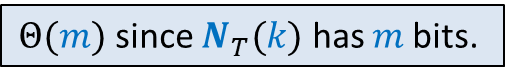 Θ(m) since N_T(k) has m bits.